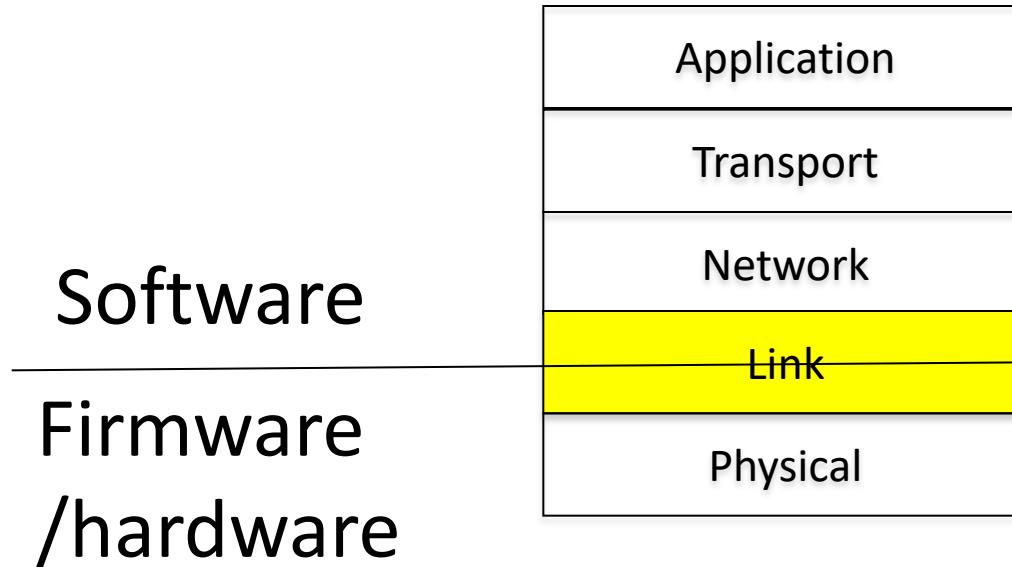 Application
Transport
Network
Software
Link
Firmware
/hardware
Physical